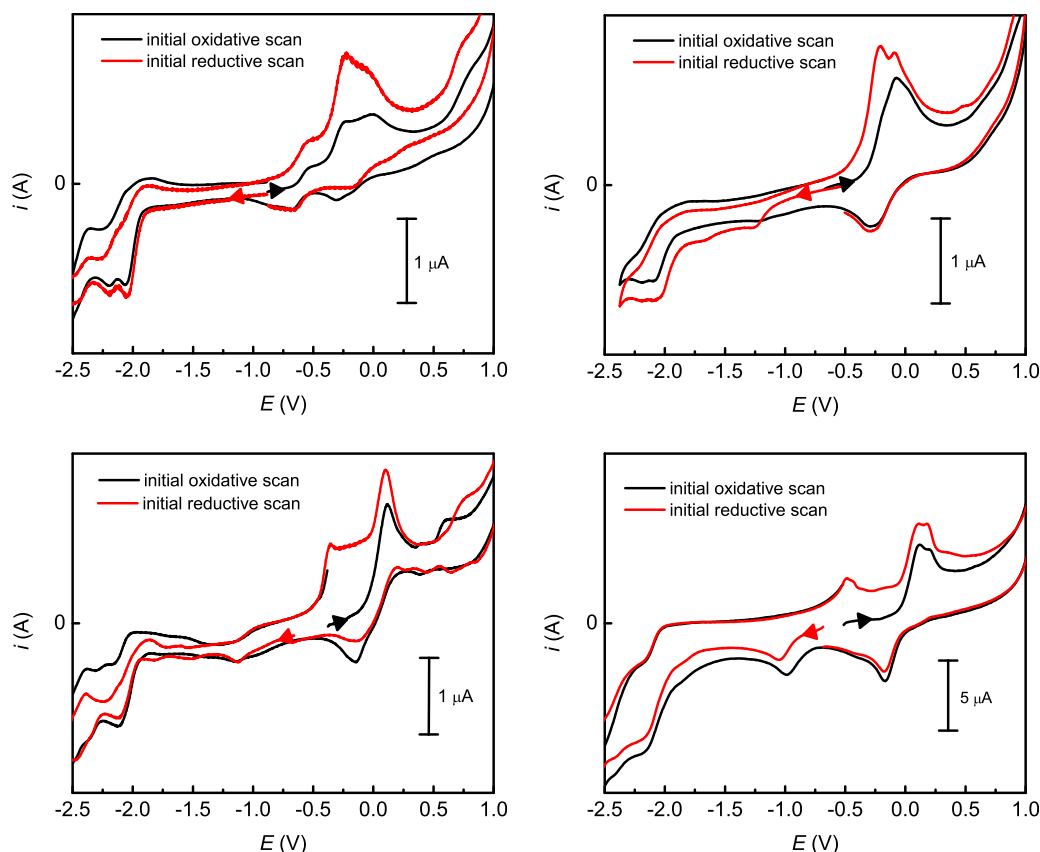 initial oxidative scan
initial reductive scan
0
i (A)
1 μA
-2.5 -2.0 -1.5 -1.0 -0.5 0.0 0.5 1.0
E (V)
initial oxidative scan
initial reductive scan
0
i (A)
1 μA
-2.5 -2.0 -1.5 -1.0 -0.5 0.0 0.5 1.0
E (V)
initial oxidative scan
initial reductive scan
0
i (A)
1 μA
-2.5 -2.0 -1.5 -1.0 -0.5 0.0 0.5 1.0
E (V)
initial oxidative scan
initial reductive scan
0
i (A)
5 μA
-2.5 -2.0 -1.5 -1.0 -0.5 0.0 0.5 1.0
E (V)